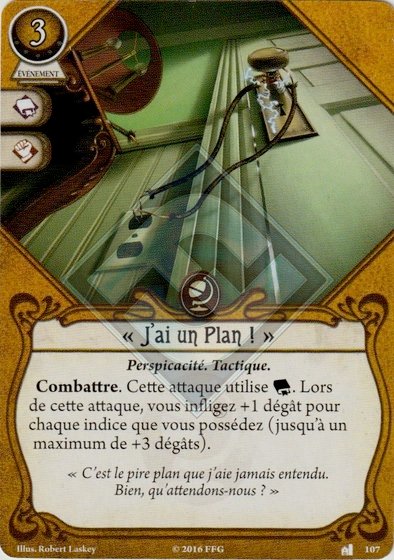 3
ÉVÉNEMENT
« J'ai un Plan ! »
Perspicacité. Tactique.
Combattre. Cette attaque utilise . Lors
de cette attaque, vous infligez +1 dégât pour
chaque indice que vous possédez (jusqu'à un
maximum de +3 dégâts).
« C'est le pire plan que j'aie jamais entendu.
Bien, qu'attendons-nous ? »
Illus. Robert Laskey
© 2016 FFG
107